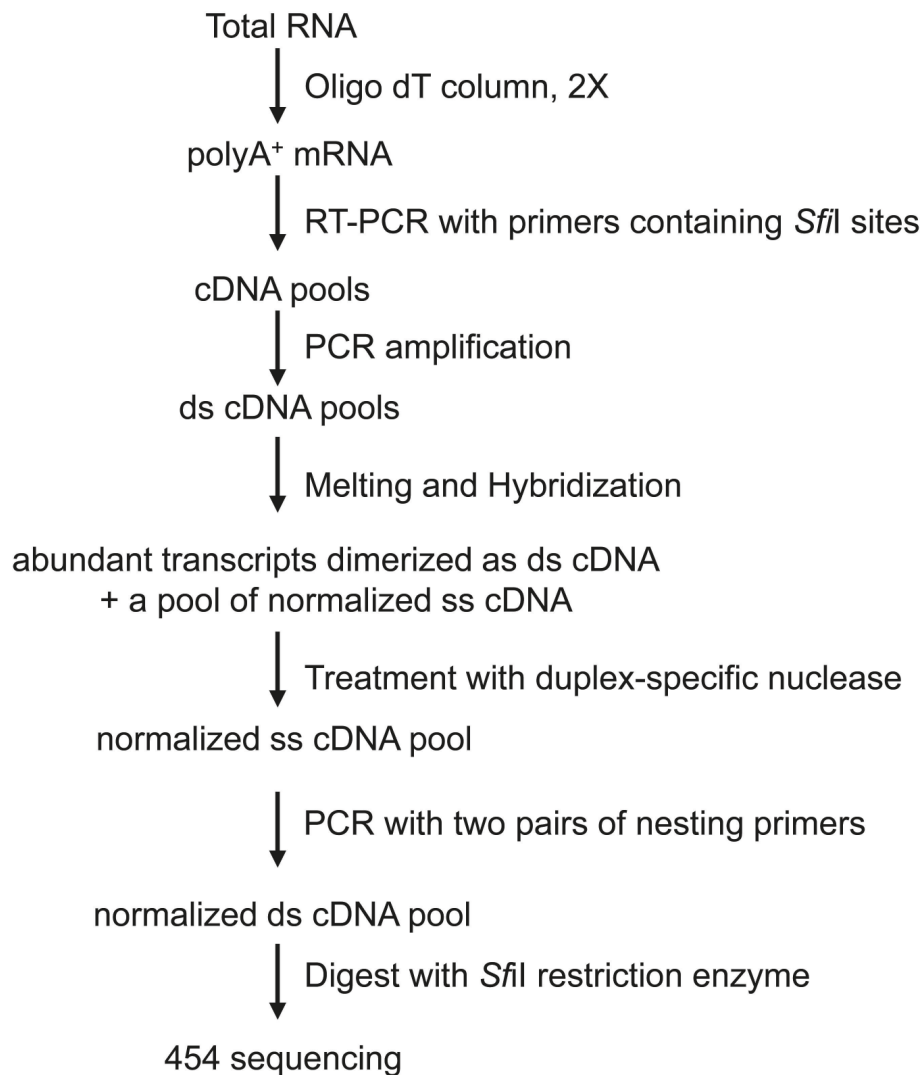 Total RNA
Oligo dT column, 2X
polyA⁺ mRNA
RT-PCR with primers containing SfiI sites
cDNA pools
PCR amplification
ds cDNA pools
Melting and Hybridization
abundant transcripts dimerized as ds cDNA
+ a pool of normalized ss cDNA
Treatment with duplex-specific nuclease
normalized ss cDNA pool
PCR with two pairs of nesting primers
normalized ds cDNA pool
Digest with SfiI restriction enzyme
454 sequencing